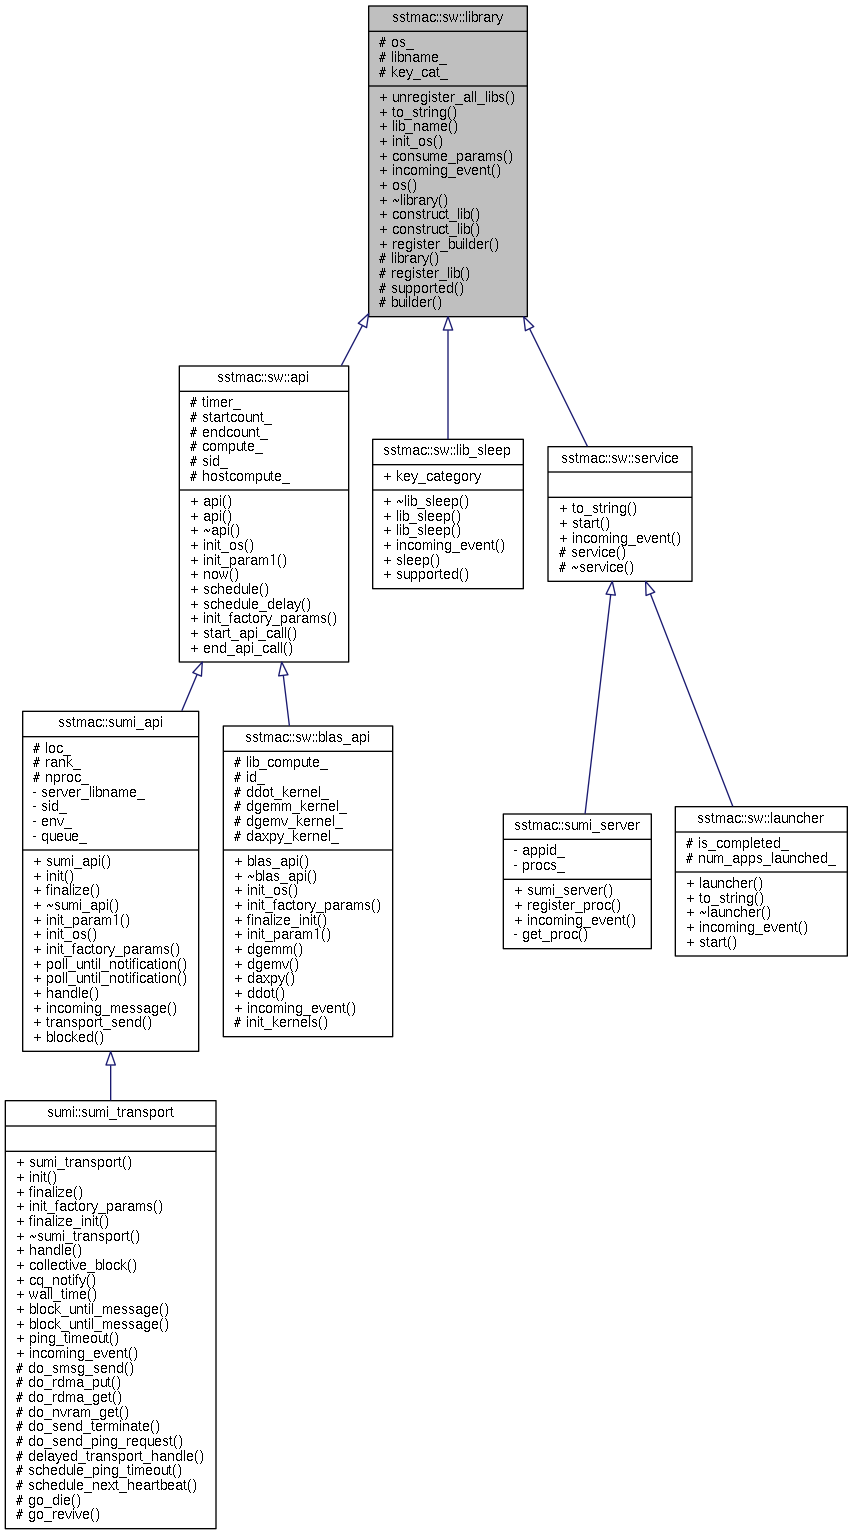 sstmac::sw::library
# os_
# libname_
# key_cat_
+ unregister_all_libs()
+ to_string()
+ lib_name()
+ init_os()
+ consume_params()
+ incoming_event()
+ os()
+ ~library()
+ construct_lib()
+ construct_lib()
+ register_builder()
# library()
# register_lib()
# supported()
# builder()
sstmac::sw::api
# timer_
# startcount_
# endcount_
# compute_
# sid_
# hostcompute_
+ api()
+ api()
+ ~api()
+ init_os()
+ init_param1()
+ now()
+ schedule()
+ schedule_delay()
+ init_factory_params()
+ start_api_call()
+ end_api_call()
sstmac::sw::lib_sleep
+ key_category
+ ~lib_sleep()
+ lib_sleep()
+ lib_sleep()
+ incoming_event()
+ sleep()
+ supported()
sstmac::sw::service
+ to_string()
+ start()
+ incoming_event()
# service()
# ~service()
sstmac::sumi_api
# loc_
# rank_
# nproc_
- server_libname_
- sid_
- env_
- queue_
+ sumi_api()
+ init()
+ finalize()
+ ~sumi_api()
+ init_param1()
+ init_os()
+ init_factory_params()
+ poll_until_notification()
+ poll_until_notification()
+ handle()
+ incoming_message()
+ transport_send()
+ blocked()
sstmac::sw::blas_api
# lib_compute_
# id_
# ddot_kernel_
# dgemm_kernel_
# dgemv_kernel_
# daxpy_kernel_
+ blas_api()
+ ~blas_api()
+ init_os()
+ init_factory_params()
+ finalize_init()
+ init_param1()
+ dgemm()
+ dgemv()
+ daxpy()
+ ddot()
+ incoming_event()
# init_kernels()
sstmac::sumi_server
- appid_
- procs_
+ sumi_server()
+ register_proc()
+ incoming_event()
- get_proc()
sstmac::sw::launcher
# is_completed_
# num_apps_launched_
+ launcher()
+ to_string()
+ ~launcher()
+ incoming_event()
+ start()
sumi::sumi_transport
+ sumi_transport()
+ init()
+ finalize()
+ init_factory_params()
+ finalize_init()
+ ~sumi_transport()
+ handle()
+ collective_block()
+ cq_notify()
+ wall_time()
+ block_until_message()
+ block_until_message()
+ ping_timeout()
+ incoming_event()
# do_smsg_send()
# do_rdma_put()
# do_rdma_get()
# do_nvram_get()
# do_send_terminate()
# do_send_ping_request()
# delayed_transport_handle()
# schedule_ping_timeout()
# schedule_next_heartbeat()
# go_die()
# go_revive()